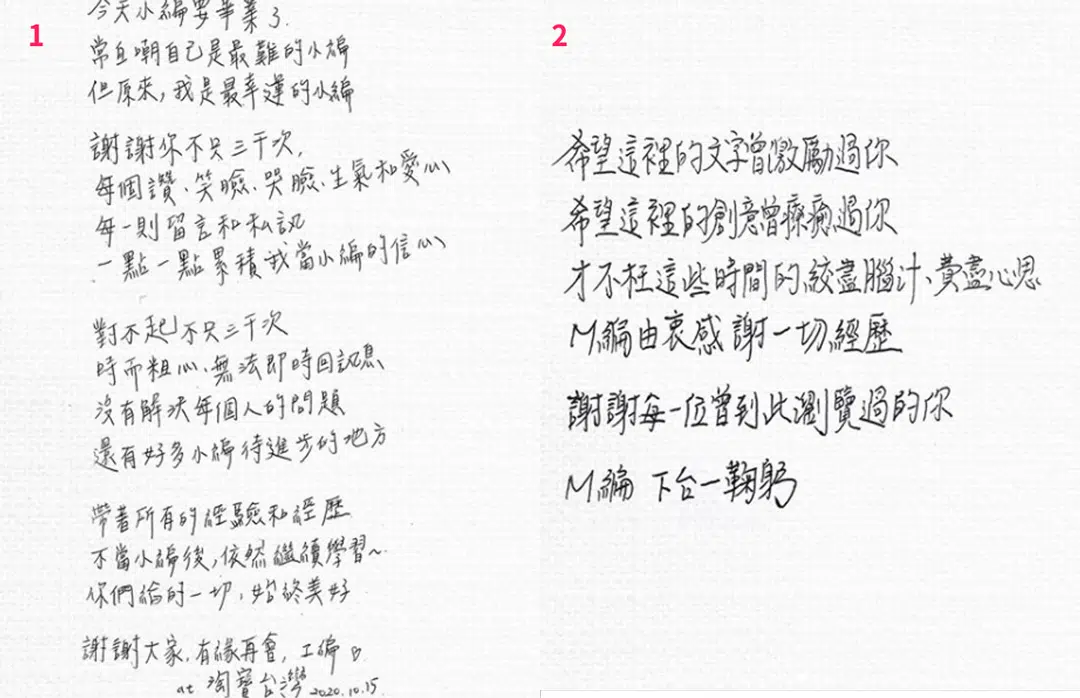 1
今天小編要畢業了.
常自嘲自己是最難的小編
但原來,我是最幸運的小編
謝謝你不只三千次,
每個讚、笑臉、哭臉、生氣和愛心
每一則留言和私訊
一點一點累積我當小編的信心
對不起」不只三千次
時而粗心、無法即時回訊息
沒有解決每個人的問題
還有好多小編待進步的地方
帶著所有的經驗和經歷
不當小編後,依然繼續學習~
你們給的一切,始終美好
謝謝大家,有緣再會,工編
at 淘寶台灣 2020.10.15
2
希望這裡的文字曾激勵過你
希望這裡的創意曾療癒過你
才不枉這些時間的絞盡腦汁、費盡心思
M編由衷感謝一切經歷
謝謝每一位曾到此瀏覽過的你
M編 下台一鞠躬